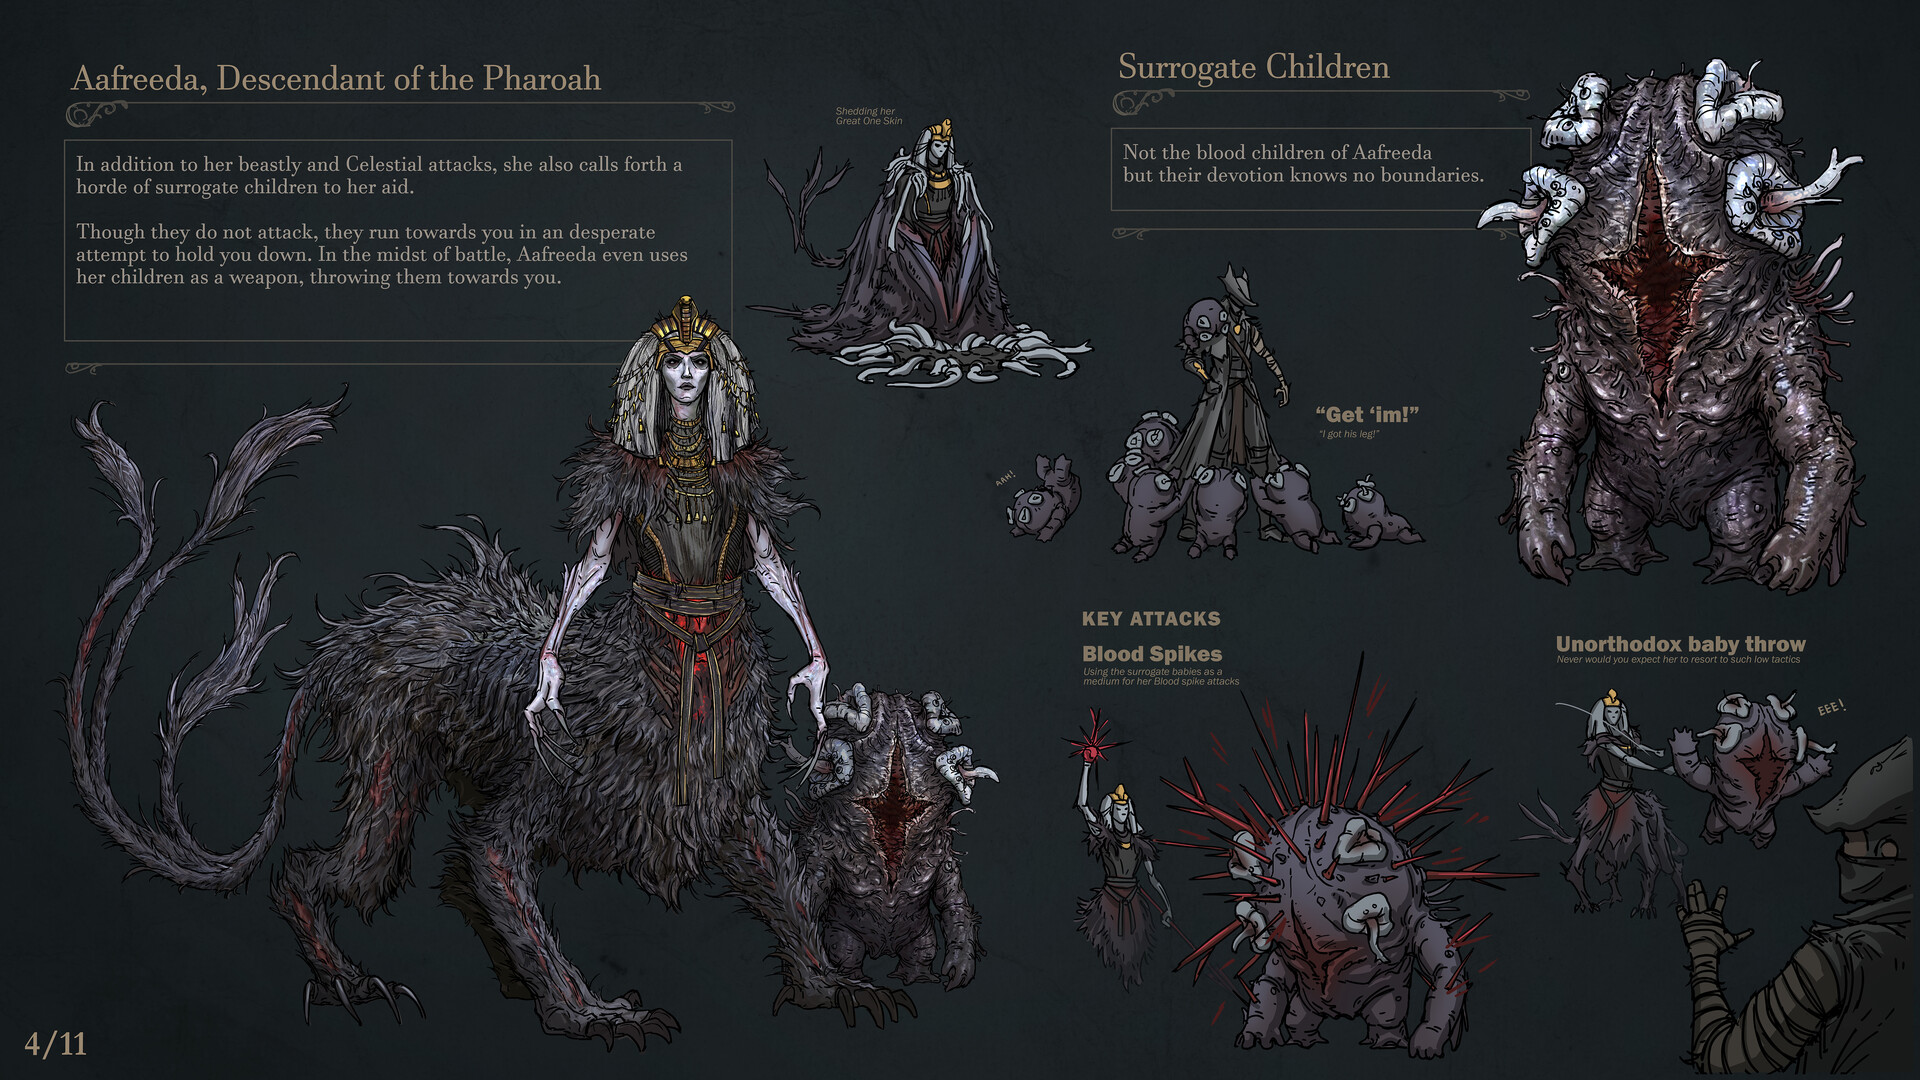 Aafreeda, Descendant of the Pharoah
In addition to her beastly and Celestial attacks, she also calls forth a
horde of surrogate children to her aid.
Though they do not attack, they run towards you in an desperate
attempt to hold you down. In the midst of battle, Aafreeda even uses
her children as a weapon, throwing them towards you.
Shedding her
Great One Skin
Surrogate Children
Not the blood children of Aafreeda
but their devotion knows no boundaries.
“Get ‘im!”
“I got his leg!”
AAH!
KEY ATTACKS
Blood Spikes
Using the surrogate babies as a
medium for her Blood spike attacks
Unorthodox baby throw
Never would you expect her to resort to such low tactics
EEE!
4/11